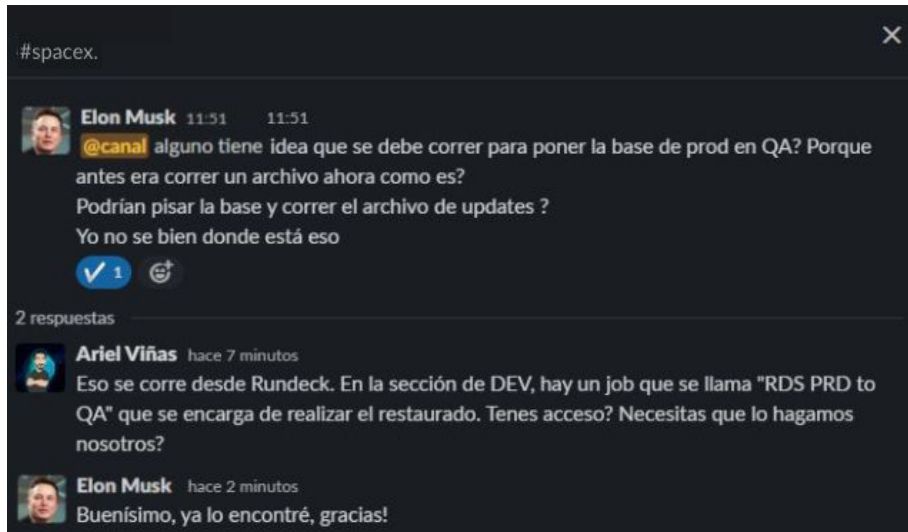 #spacex.
Elon Musk 11:51 11:51
@canal alguno tiene idea que se debe correr para poner la base de prod en QA? Porque
antes era correr un archivo ahora como es?
Podrían pisar la base y correr el archivo de updates ?
Yo no se bien donde está eso
1
2 respuestas
Ariel Viñas hace 7 minutos
Eso se corre desde Rundeck. En la sección de DEV, hay un job que se llama "RDS PRD to
QA" que se encarga de realizar el restaurado. Tenes acceso? Necesitas que lo hagamos
nosotros?
Elon Musk hace 2 minutos
Buenísimo, ya lo encontré, gracias!